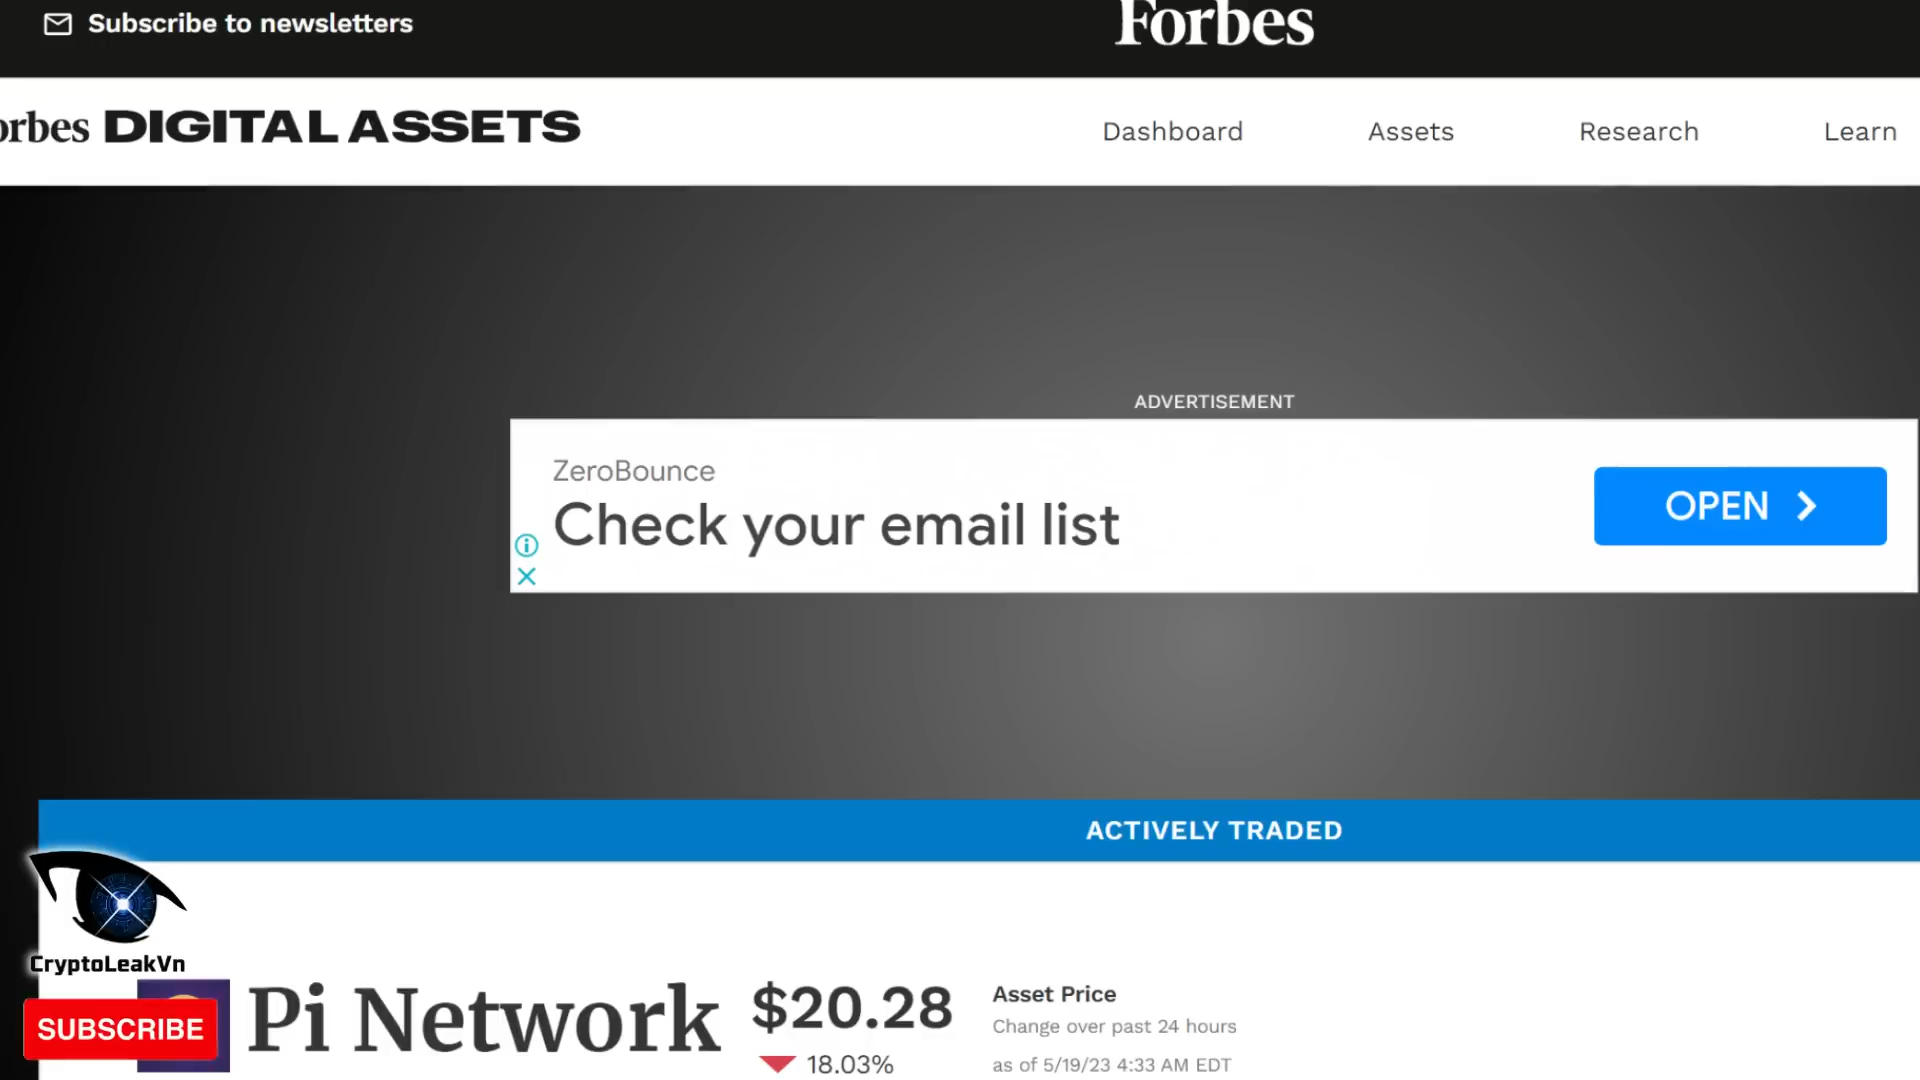 Subscribe to newsletters
Forbes
orbes DIGITAL ASSETS
Dashboard
Assets
Research
Learn
ADVERTISEMENT
ZeroBounce
Check your email list
OPEN
ACTIVELY TRADED
CryptoLeakVn
SUBSCRIBE
Pi Network
$20.28
18.03%
Asset Price
Change over past 24 hours
as of 5/19/23 4:33 AM EDT